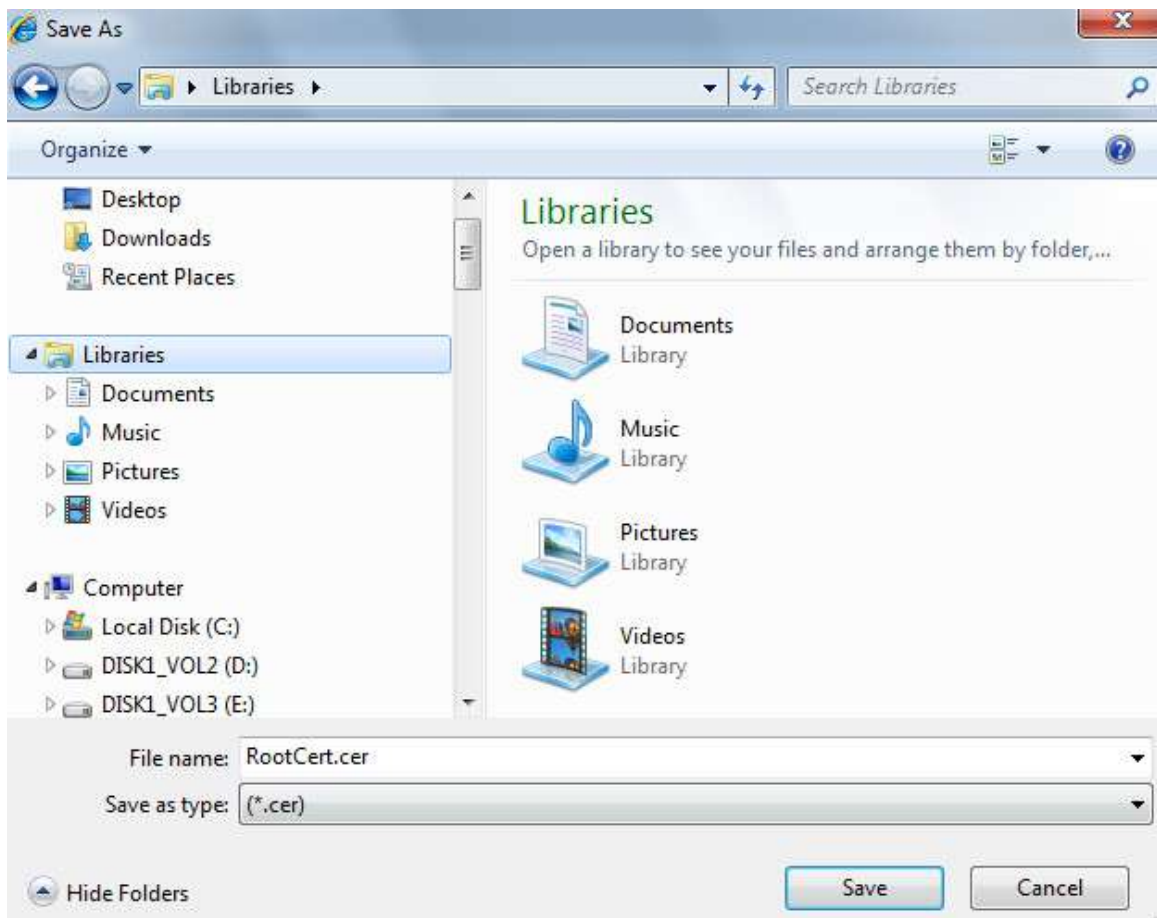 Save As
Libraries
Search Libraries
Organize
Desktop
Downloads
Recent Places
Libraries
Documents
Music
Pictures
Videos
Computer
Local Disk (C:)
DISK1_VOL2 (D:)
DISK1_VOL3 (E:)
Libraries
Open a library to see your files and arrange them by folder,...
Documents
Library
Music
Library
Pictures
Library
Videos
Library
File name: RootCert.cer
Save as type: (*.cer)
Hide Folders
Save Cancel